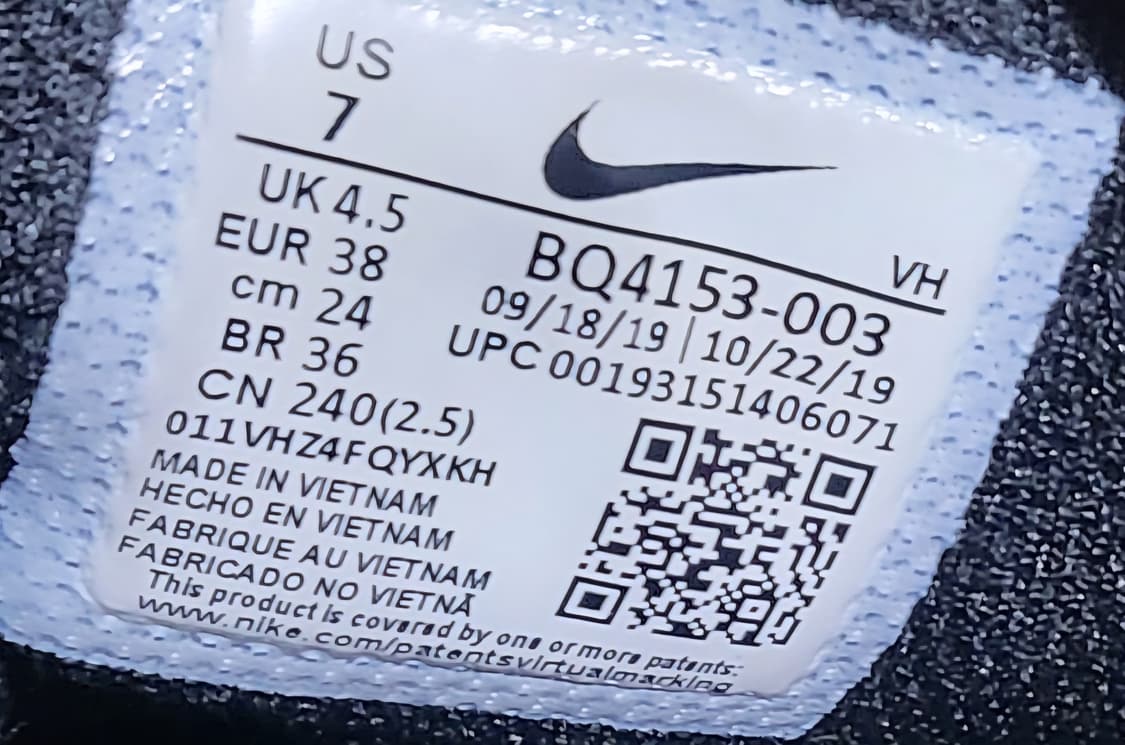 US
7
VH
UK 4.5
EUR 38
cm 24
BR 36
CN 240(2.5)
BQ4153-003
09/18/19 | 10/22/19
UPC 00193151406071
011VHZ4FQYXKH
MADE IN VIETNAM
HECHO EN VIETNAM
FABRIQUE AU VIETNAM
FABRICADO NO VIETNÃ
This product is covered by one or more patents:
www.nike.com/patentsvirtualmarking